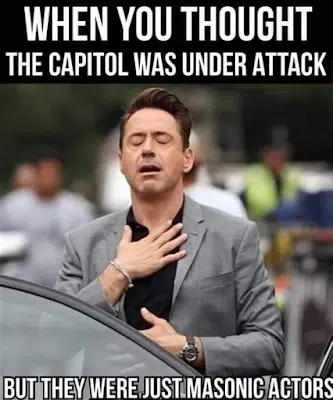 WHEN YOU THOUGHT
THE CAPITOL WAS UNDER ATTACK
BUT THEY WERE JUST MASONIC ACTORS